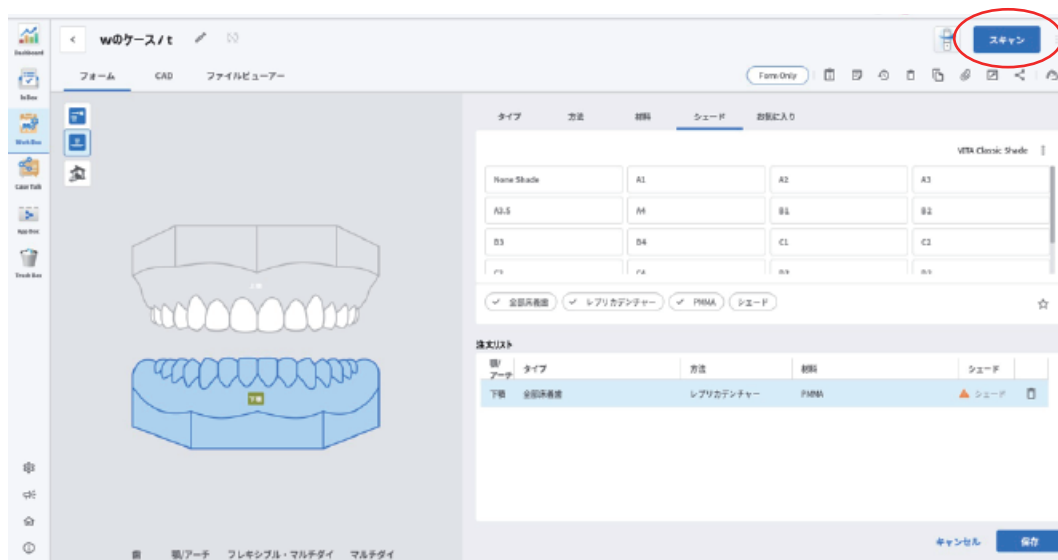 wのケース/t
スキャン
Dashboard
フォーム CAD ファイルビューアー
Form Only
In Box
Work Box
Case Talk
App Box
Trash Box
タイプ 方法 材料 シェード お気に入り
VITA Classic Shade
None Shade A1 A2 A3
A3.5 A4 B1 B2
B3 B4 C1 C2
上顎
✓ 全部床義歯 ✓ レプリカデンチャー ✓ PMMA シェード
注文リスト
顎/アーチ タイプ 方法 材料 シェード
下顎 全部床義歯 レプリカデンチャー PMMA シェード
下顎
歯 顎/アーチ フレキシブル・マルチダイ マルチダイ
キャンセル 保存